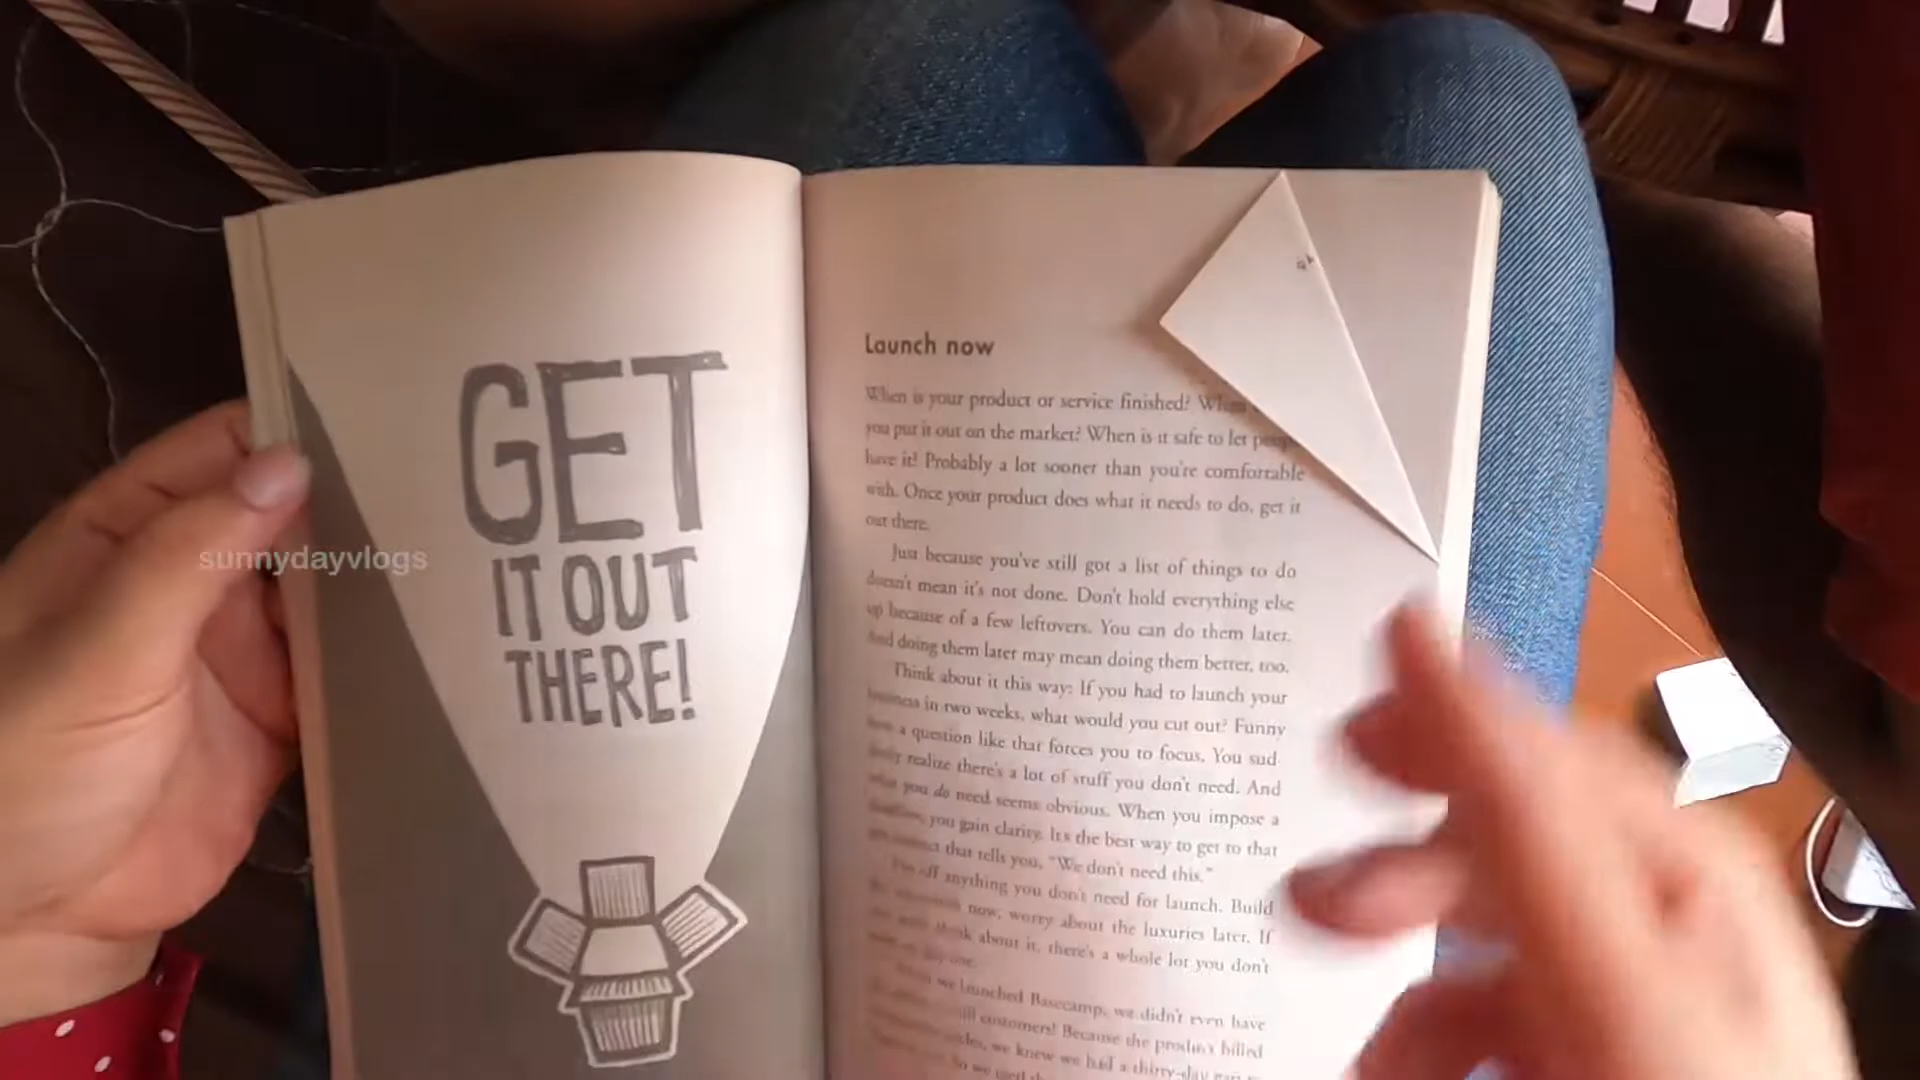 GET
IT OUT
THERE!
sunnydayvlogs
Launch now
When is your product or service finished?
you put it out on the market? When is it safe to let
have it? Probably a lot sooner than you're comfortable
with. Once your product does what it needs to do, get it
out there.
Just because you've still got a list of things to do
doesn't mean it's not done. Don't hold everything else
up because of a few leftovers. You can do them later.
And doing them later may mean doing them better, too.
Think about it this way: If you had to launch your
business in two weeks, what would you cut out? Funny
a question like that forces you to focus. You sud-
realize there's a lot of stuff you don't need. And
what you do need seems obvious. When you impose a
you gain clarity. It's the best way to get to that
that tells you, "We don't need this."
off anything you don't need for launch. Build
now, worry about the luxuries later. If
think about it, there's a whole lot you don't
day one.
we launched Basecamp, we didn't even have
customers! Because the product billed
we knew we had a thirty-day
So we used